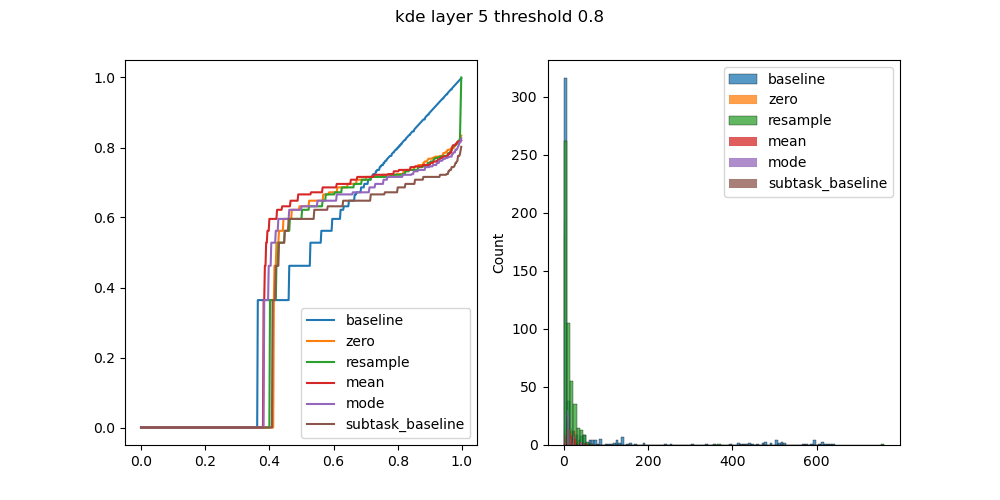 kde layer 5 threshold 0.8
1.0
0.8
0.6
0.4
0.2
0.0
0.0 0.2 0.4 0.6 0.8 1.0
baseline
zero
resample
mean
mode
subtask_baseline
Count
300
250
200
150
100
50
0
0 200 400 600
baseline
zero
resample
mean
mode
subtask_baseline